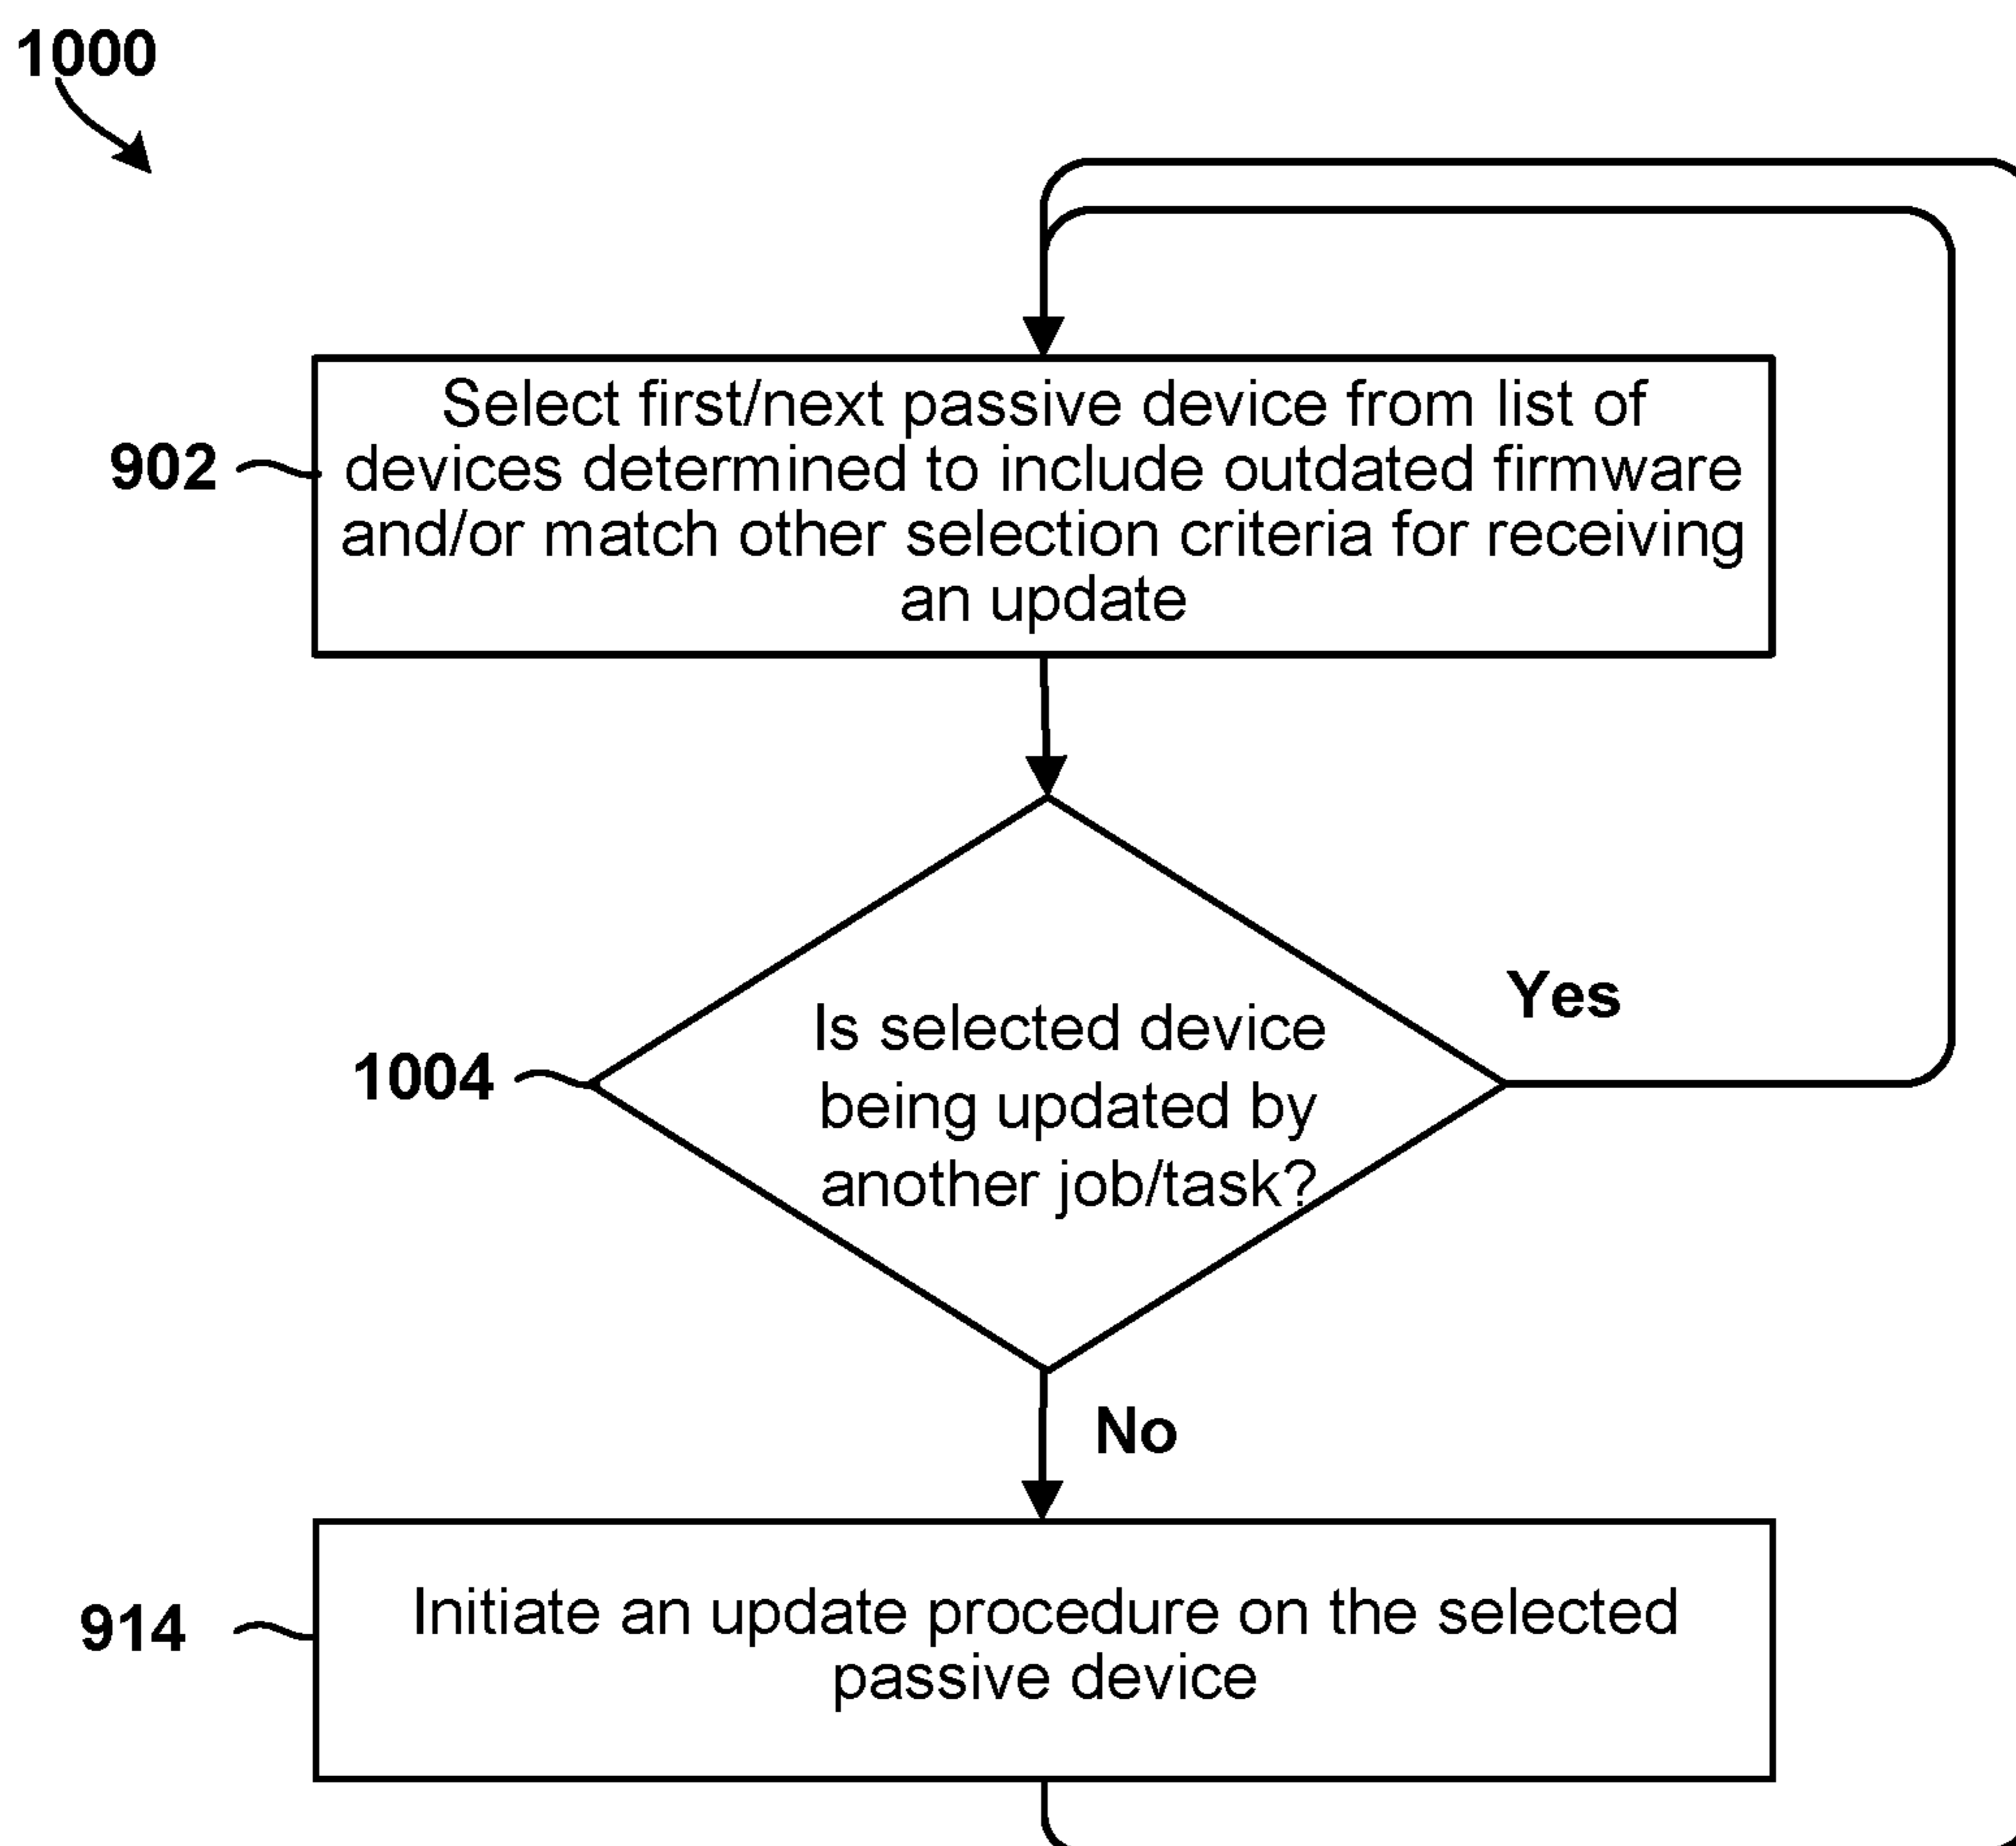 1000
Select first/next passive device from list of
902
devices determined to include outdated firmware
and/or match other selection criteria for receiving
an update
Yes
Is selected device
1004
being updated by
another job/task?
No
Initiate an update procedure on the selected
914
passive device